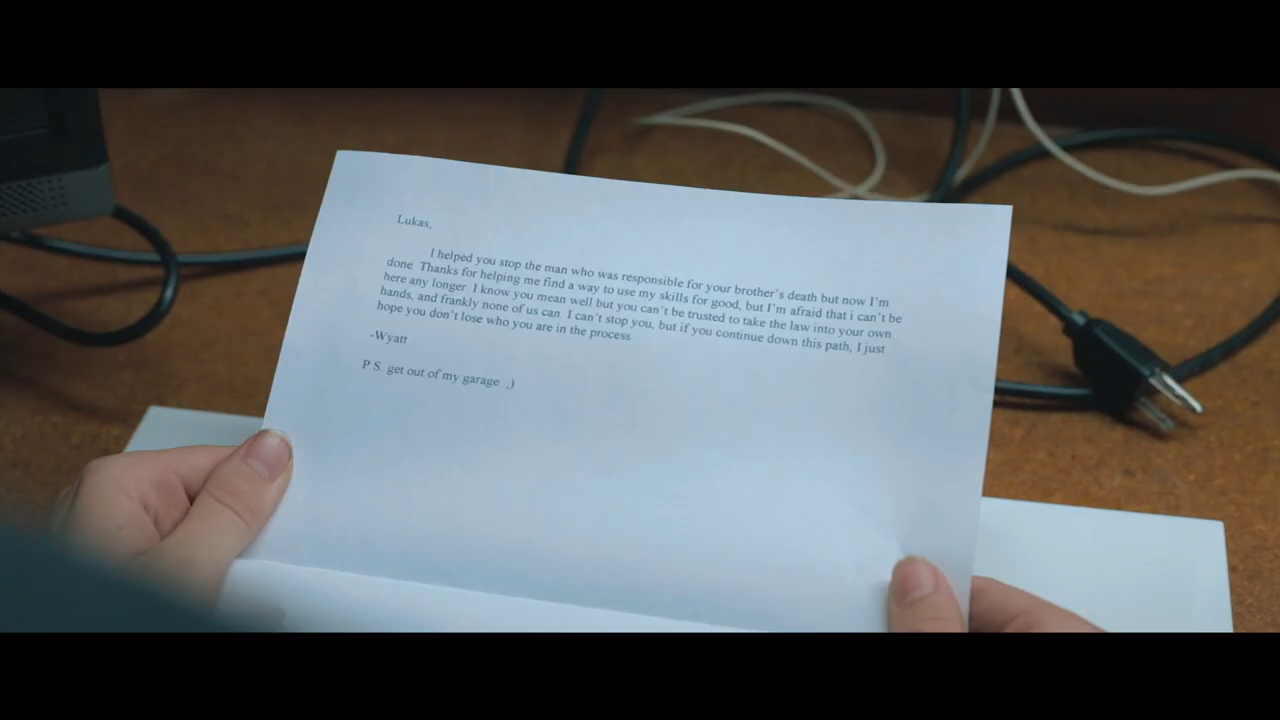 Lukas,
I helped you stop the man who was responsible for your brother's death but now I'm
done. Thanks for helping me find a way to use my skills for good, but I'm afraid that i can't be
here any longer. I know you mean well but you can't be trusted to take the law into your own
hands, and frankly none of us can. I can't stop you, but if you continue down this path, I just
hope you don't lose who you are in the process.
-Wyatt
P.S. get out of my garage. ;)